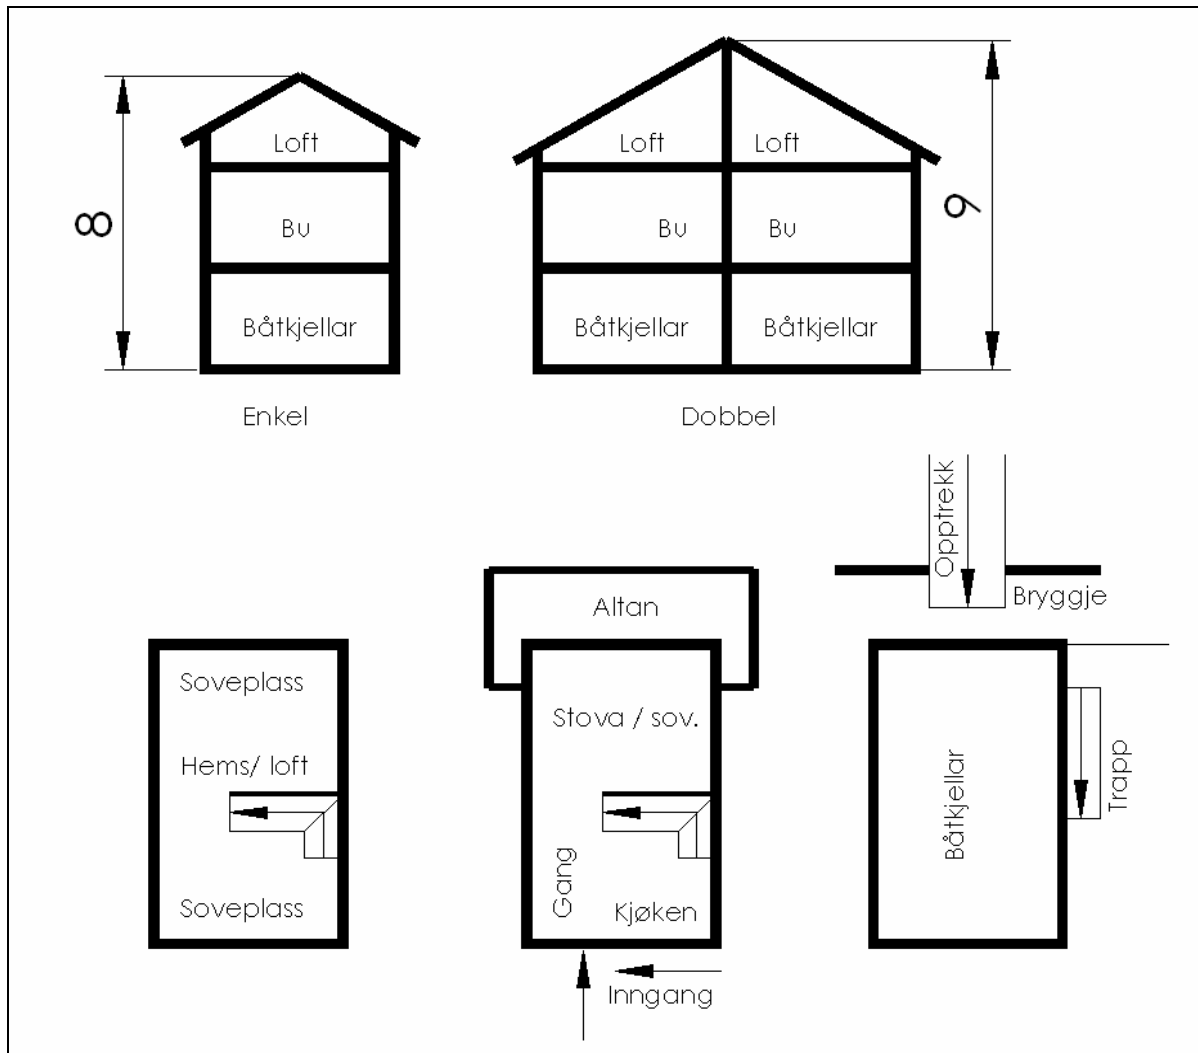 Loft
Loft
Loft
8
Bu
Bu
Bu
9
Båtkjellar
Båtkjellar
Båtkjellar
Enkel
Dobbel
Opptrekk
Bryggje
Altan
Soveplass
Stova / sov.
Hems/ loft
Båtkjellar
Trapp
Gang
Soveplass
Kjøken
Inngang